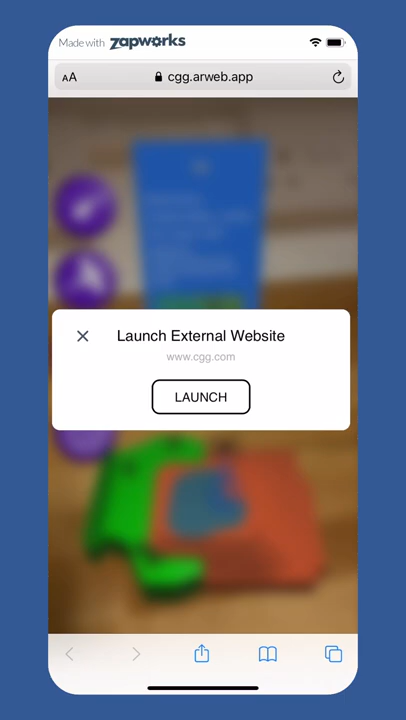 Made with zapworks
AA cgg.arweb.app
Launch External Website
www.cgg.com
LAUNCH